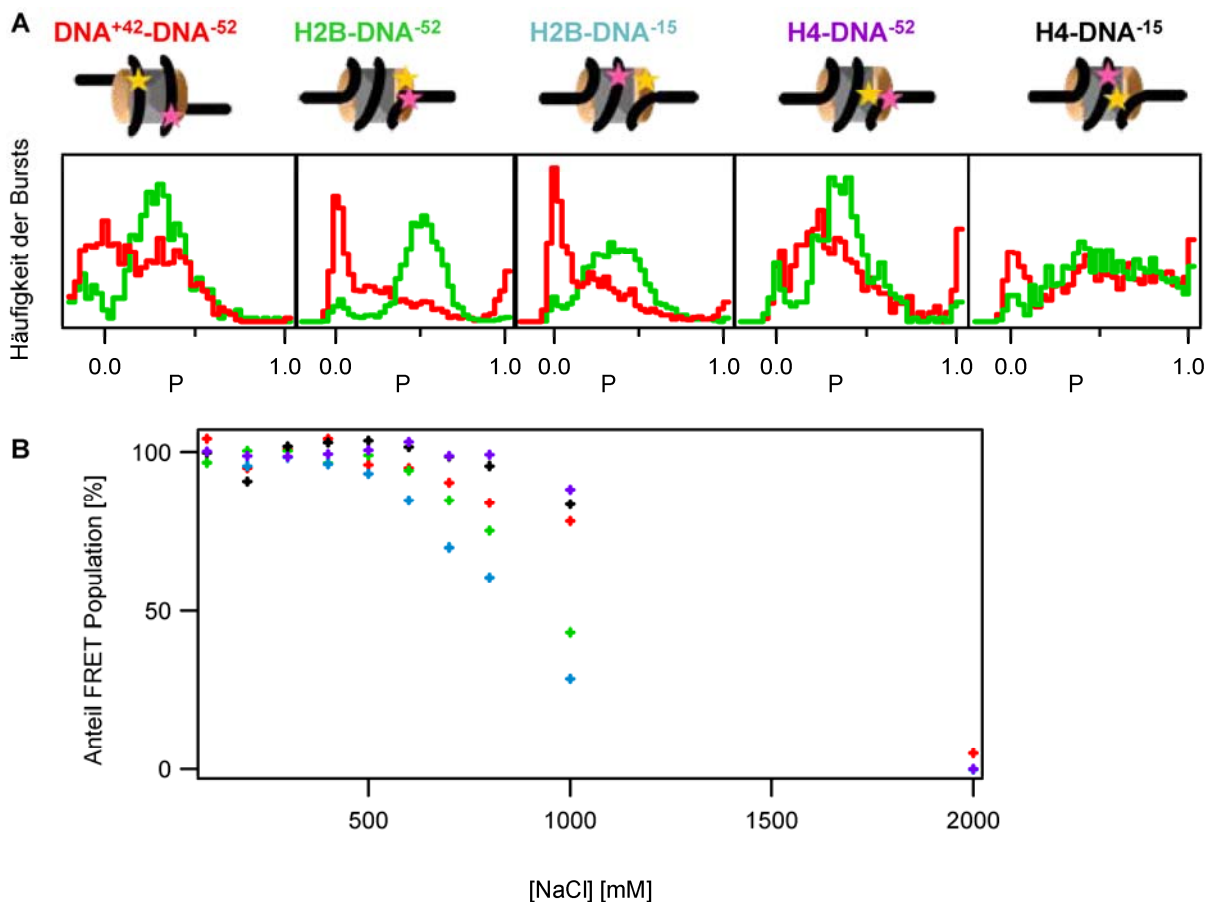 A
DNA+42-DNA-52 H2B-DNA-52 H2B-DNA-15 H4-DNA-52 H4-DNA-15
Häufigkeit der Bursts
0.0 1.0 0.0 1.0 0.0 1.0 0.0 1.0 0.0 1.0
P P P P P
B
Anteil FRET Population [%]
100
50
0
500 1000 1500 2000
[NaCl] [mM]